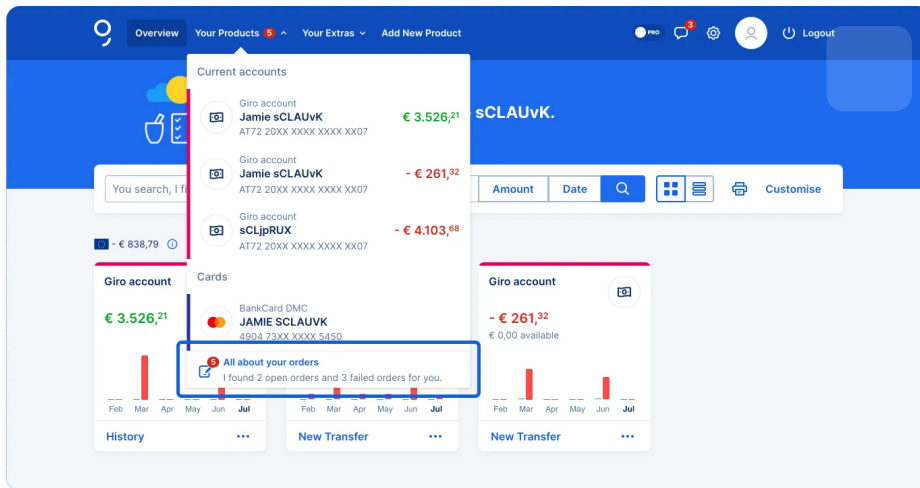 Overview Your Products 5 Your Extras Add New Product PRO 3 Logout
Current accounts
Giro account
Jamie sCLAUvK € 3.526,21
AT72 20XX XXXX XXXX XX07
Giro account
Jamie sCLAUvK - € 261,32
AT72 20XX XXXX XXXX XX07
Giro account
sCLjpRUX - € 4.103,68
AT72 20XX XXXX XXXX XX07
Cards
BankCard DMC
JAMIE SCLAUVK
4904 73XX XXXX 5450
5 All about your orders
I found 2 open orders and 3 failed orders for you.
sCLAUvK.
You search, I fi
Amount Date Customise
- € 838,79
Giro account
€ 3.526,21
Feb Mar Apr May Jun Jul
History
Feb Mar Apr May Jun Jul
New Transfer
Giro account
- € 261,32
€ 0,00 available
Feb Mar Apr May Jun Jul
New Transfer